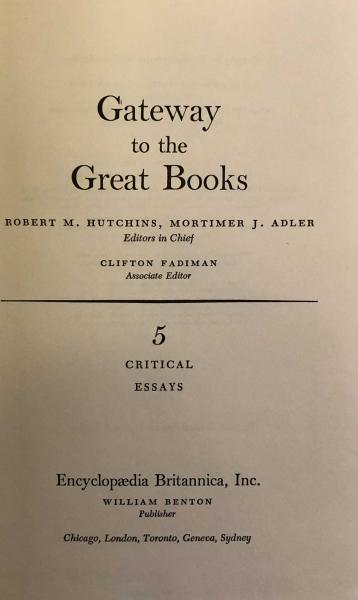 Gateway
to the
Great Books
ROBERT M. HUTCHINS, MORTIMER J. ADLER
Editors in Chief
CLIFTON FADIMAN
Associate Editor
5
CRITICAL
ESSAYS
Encyclopædia Britannica, Inc.
WILLIAM BENTON
Publisher
Chicago, London, Toronto, Geneva, Sydney